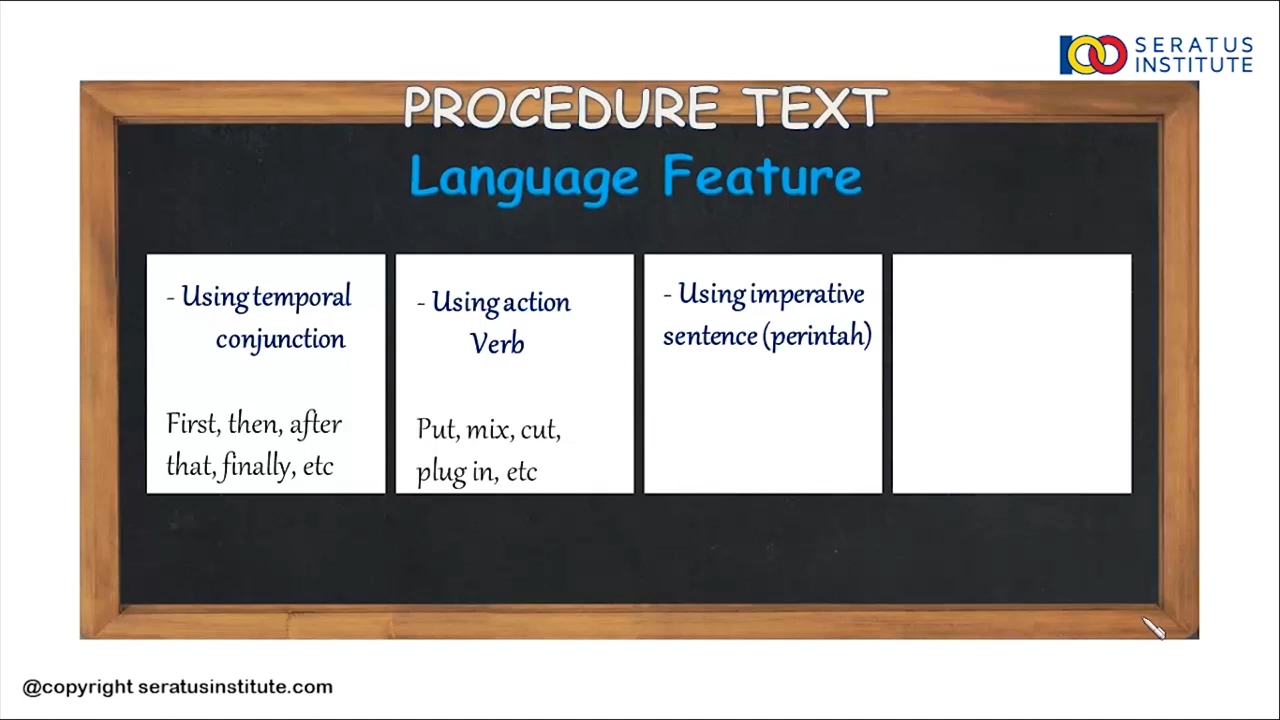 SERATUS
INSTITUTE
PROCEDURE TEXT
Language Feature
- Using temporal
conjunction
First, then, after
that, finally, etc
- Using action
Verb
Put, mix, cut,
plug in, etc
- Using imperative
sentence (perintah)
@copyright seratusinstitute.com